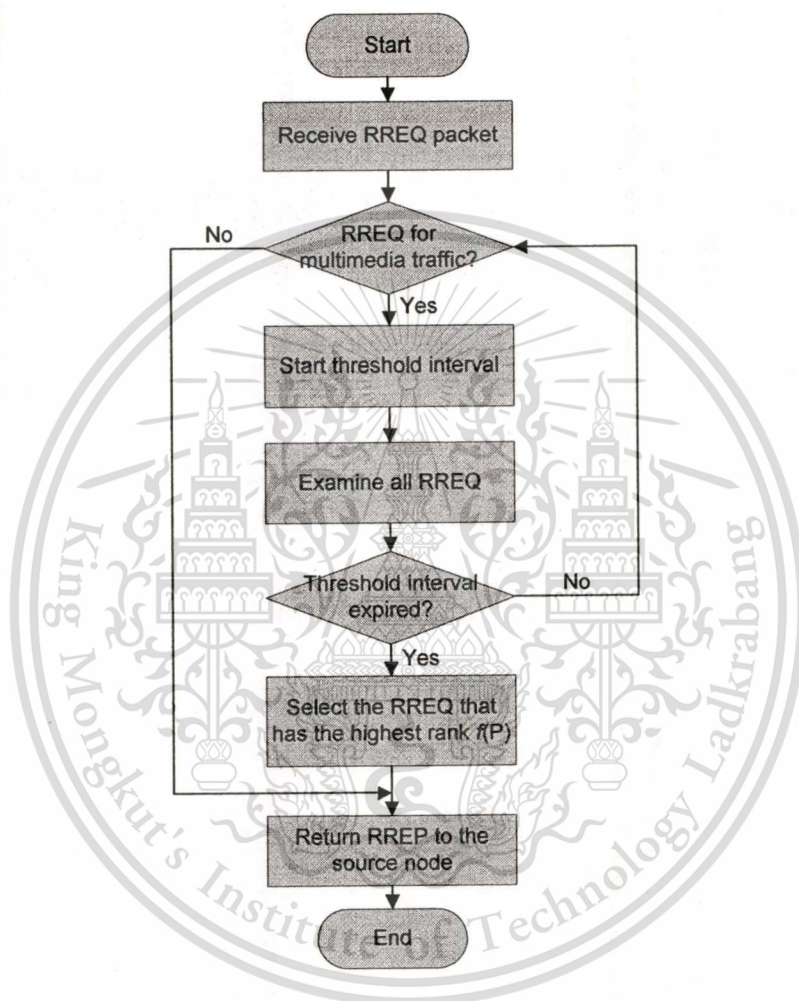 Start
Receive RREQ packet
No
RREQ for
multimedia traffic?
Yes
Start threshold interval
Examine all RREQ
Threshold interval
expired?
No
Yes
Select the RREQ that
has the highest rank f(P)
Return RREP to the
source node
End
King Mongkut's Institute of Technology Ladkrabang